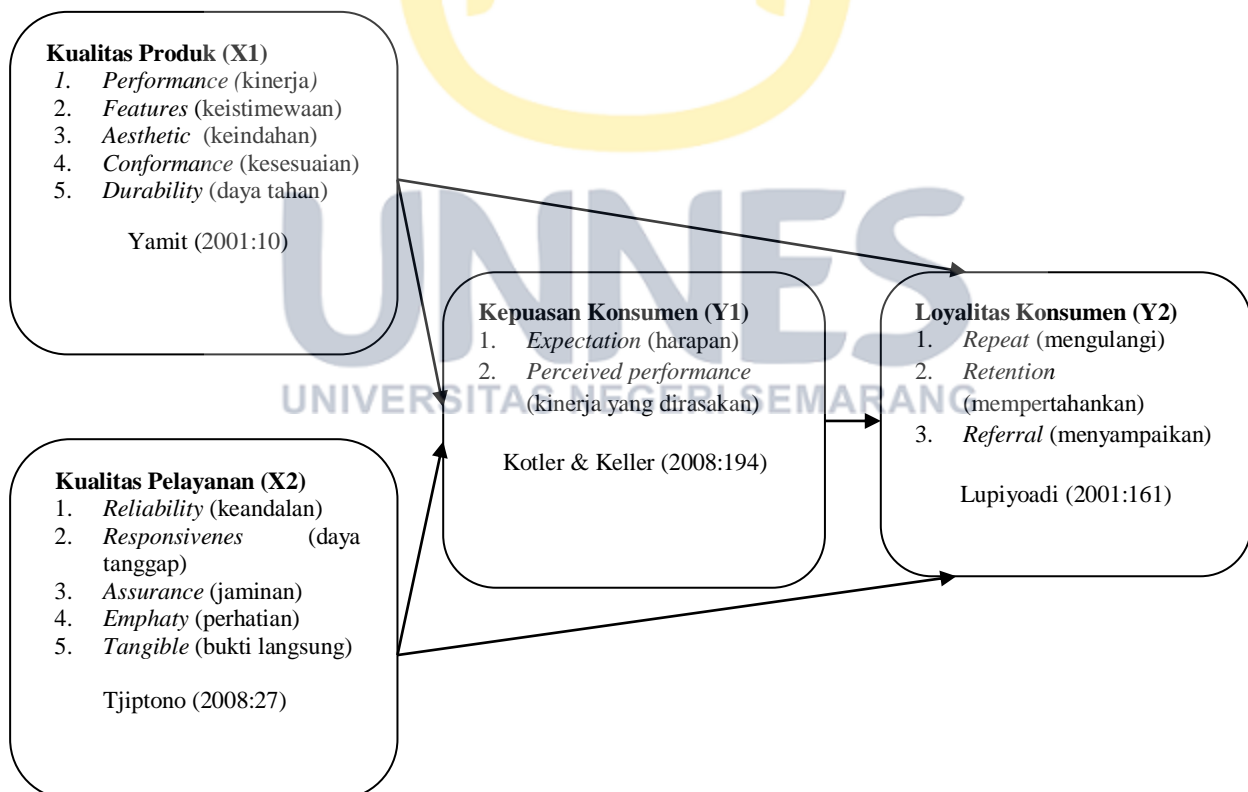 Kualitas Produk (X1)
1. Performance (kinerja)
2. Features (keistimewaan)
3. Aesthetic (keindahan)
4. Conformance (kesesuaian)
5. Durability (daya tahan)
Yamit (2001:10)
UNNES
UNIVERSITAS NEGERI SEMARANG
Kepuasan Konsumen (Y1)
1. Expectation (harapan)
2. Perceived performance
(kinerja yang dirasakan)
Kotler & Keller (2008:194)
Loyalitas Konsumen (Y2)
1. Repeat (mengulangi)
2. Retention
(mempertahankan)
3. Referral (menyampaikan)
Lupiyoadi (2001:161)
Kualitas Pelayanan (X2)
1. Reliability (keandalan)
2. Responsivenes (daya
tanggap)
3. Assurance (jaminan)
4. Emphaty (perhatian)
5. Tangible (bukti langsung)
Tjiptono (2008:27)